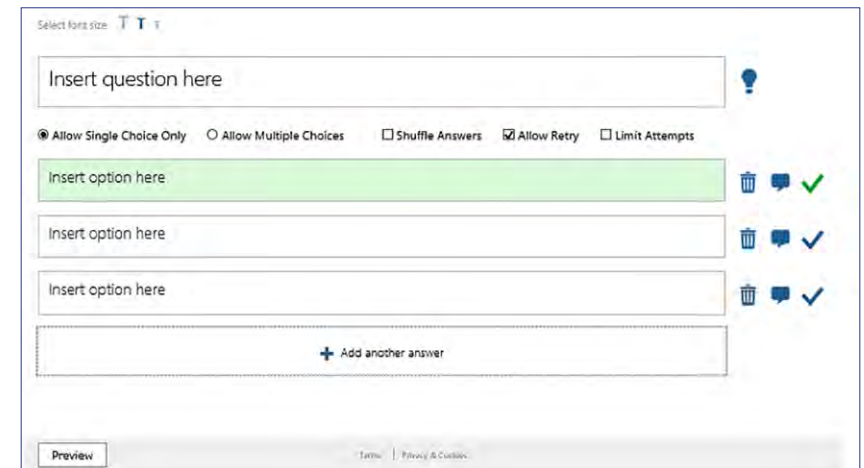 Select font size T T T
Insert question here
Allow Single Choice Only Allow Multiple Choices Shuffle Answers Allow Retry Limit Attempts
Insert option here
Insert option here
Insert option here
Add another answer
Preview Terms | Privacy & Cookies